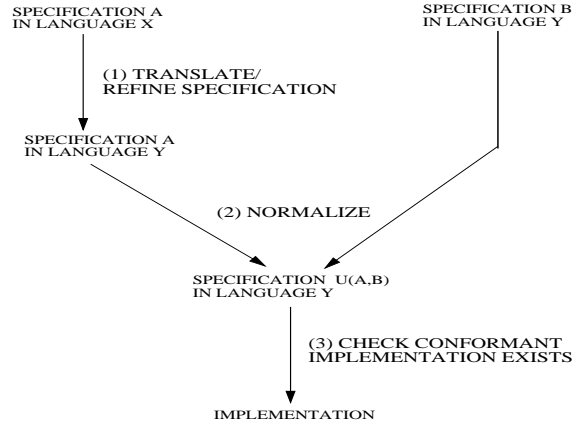 SPECIFICATION A
IN LANGUAGE X
SPECIFICATION B
IN LANGUAGE Y
(1) TRANSLATE/
REFINE SPECIFICATION
SPECIFICATION A
IN LANGUAGE Y
(2) NORMALIZE
SPECIFICATION U(A,B)
IN LANGUAGE Y
(3) CHECK CONFORMANT
IMPLEMENTATION EXISTS
IMPLEMENTATION